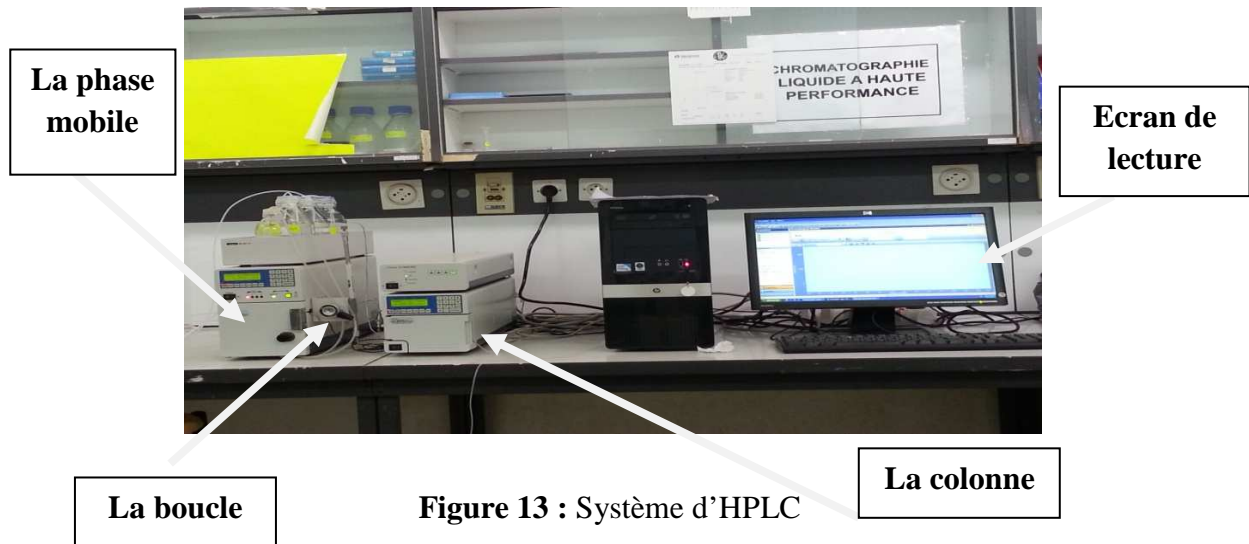 La phase
mobile
CHROMATOGRAPHIE
LIQUIDE A HAUTE
PERFORMANCE
Ecran de
lecture
La boucle
Figure 13 : Système d'HPLC
La colonne